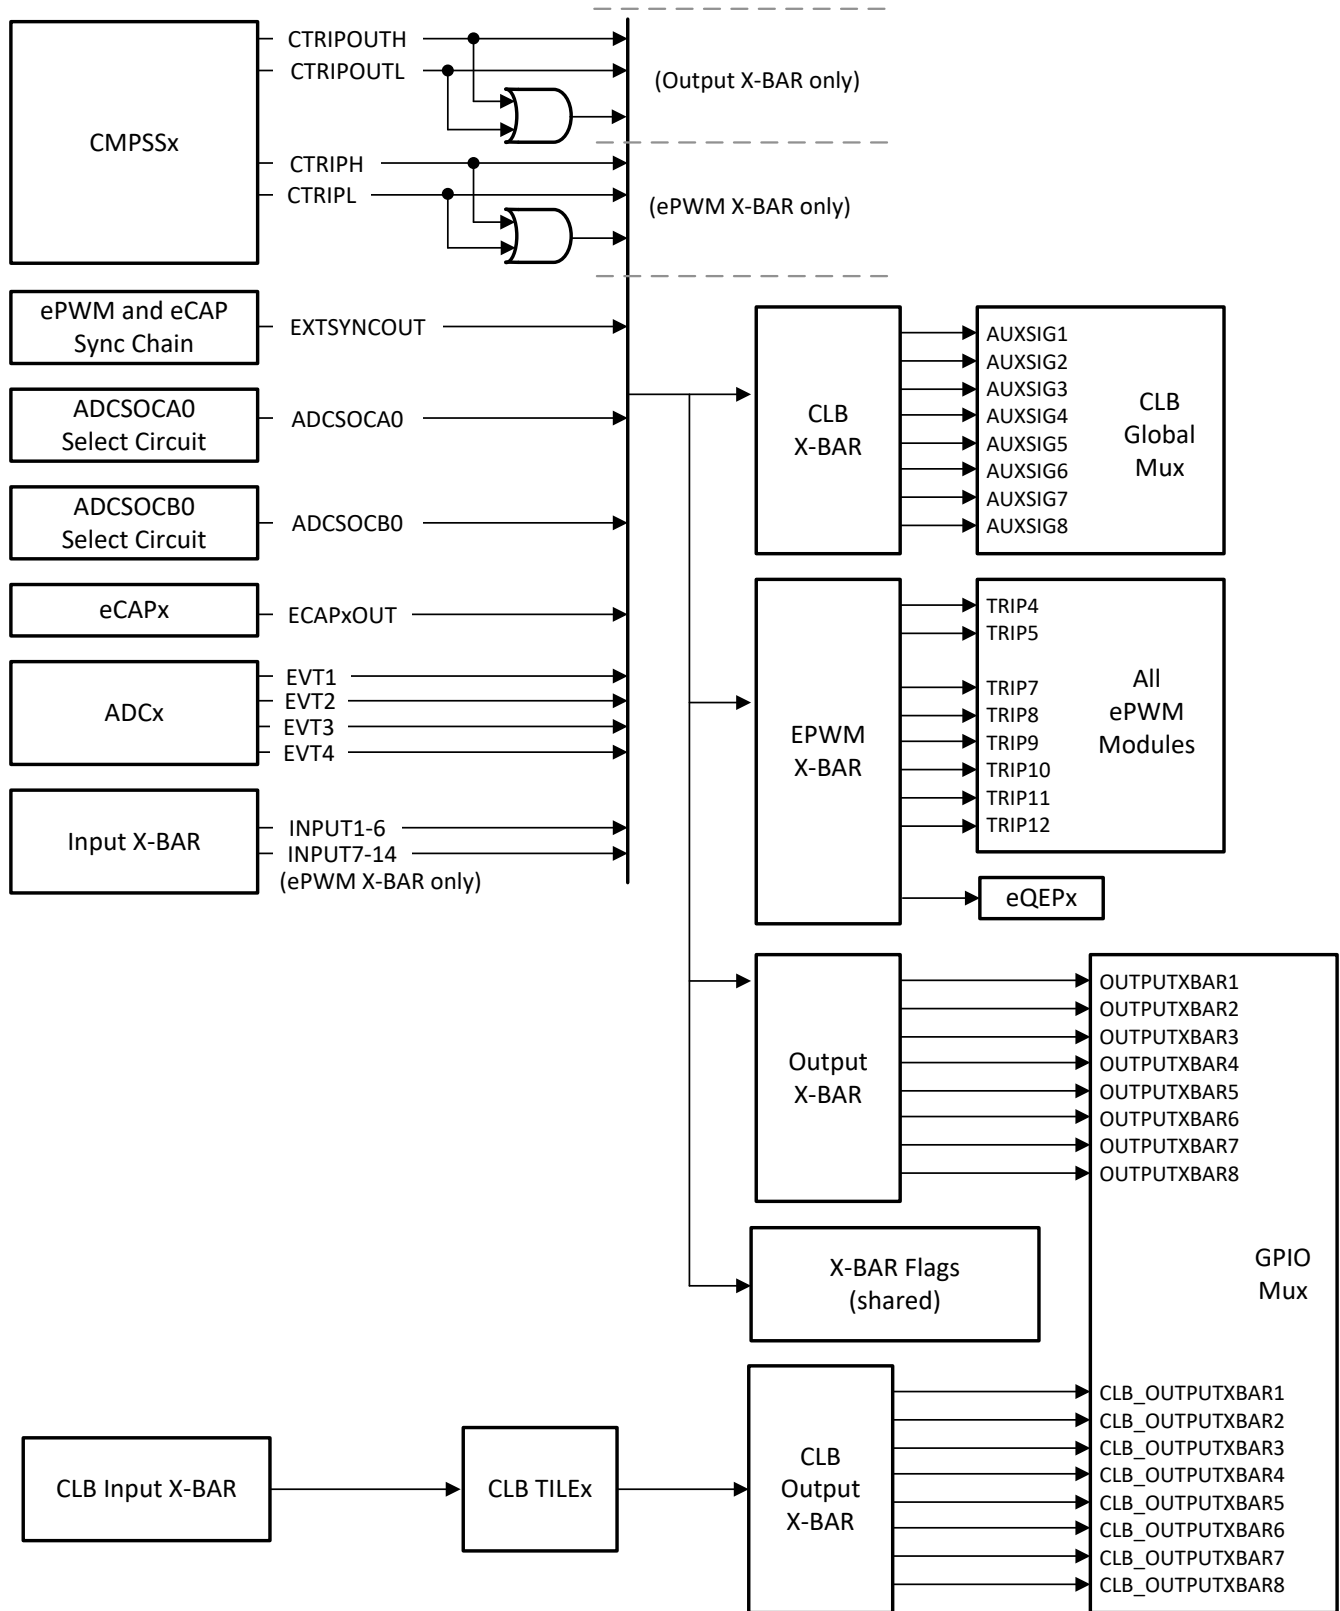 CMPSSx
CTRIPOUTH
CTRIPOUTL
(Output X-BAR only)
CTRIPH
CTRIPL
(ePWM X-BAR only)
ePWM and eCAP
Sync Chain
EXTSYNCOUT
ADCSOCA0
Select Circuit
ADCSOCA0
ADCSOCB0
Select Circuit
ADCSOCB0
eCAPx
ECAPxOUT
ADCx
EVT1
EVT2
EVT3
EVT4
Input X-BAR
INPUT1-6
INPUT7-14
(ePWM X-BAR only)
CLB
X-BAR
AUXSIG1
AUXSIG2
AUXSIG3
AUXSIG4
AUXSIG5
AUXSIG6
AUXSIG7
AUXSIG8
CLB
Global
Mux
EPWM
X-BAR
TRIP4
TRIP5
TRIP7
TRIP8
TRIP9
TRIP10
TRIP11
TRIP12
All
ePWM
Modules
eQEPx
Output
X-BAR
OUTPUTXBAR1
OUTPUTXBAR2
OUTPUTXBAR3
OUTPUTXBAR4
OUTPUTXBAR5
OUTPUTXBAR6
OUTPUTXBAR7
OUTPUTXBAR8
X-BAR Flags
(shared)
GPIO
Mux
CLB Input X-BAR
CLB TILEx
CLB
Output
X-BAR
CLB_OUTPUTXBAR1
CLB_OUTPUTXBAR2
CLB_OUTPUTXBAR3
CLB_OUTPUTXBAR4
CLB_OUTPUTXBAR5
CLB_OUTPUTXBAR6
CLB_OUTPUTXBAR7
CLB_OUTPUTXBAR8